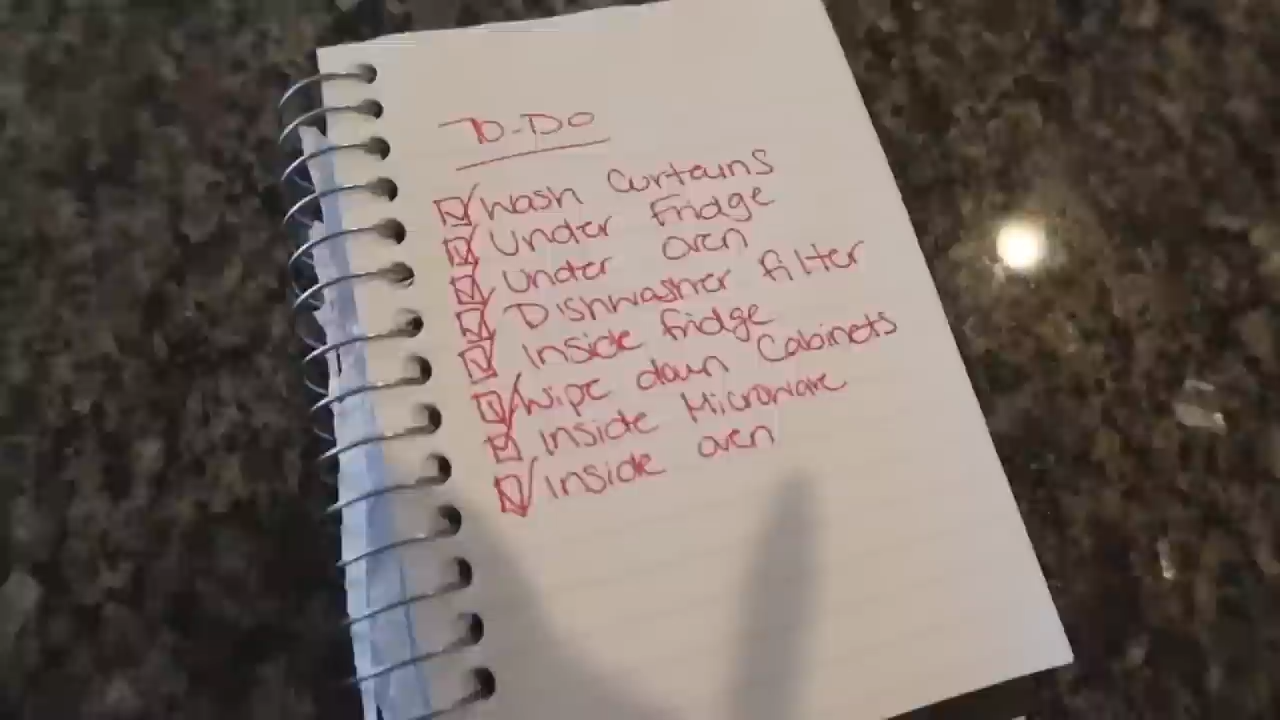 TO-DO
Wash Curtains
Under Fridge
Under oven
Dishwasher filter
Inside fridge
Wipe down Cabinets
Inside Microwave
Inside oven